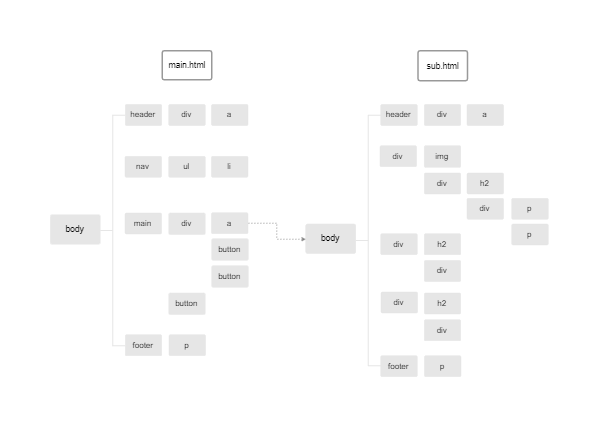 main.html
sub.html
header div a
header div a
div img
nav ul li
div h2
div p
main div a
body
p
body
button
div h2
div
button
button
div h2
div
footer p
footer p